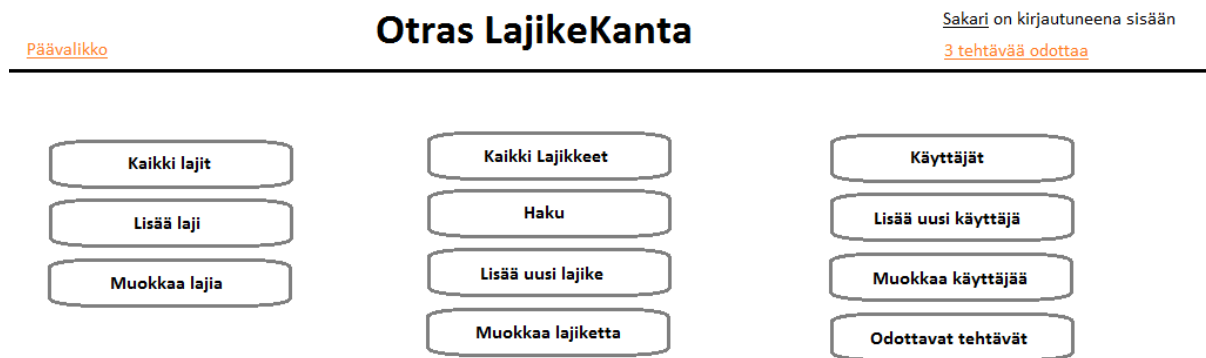 Otras LajikeKanta
Sakari on kirjautuneena sisään
Päävalikko
3 tehtävää odottaa
Kaikki lajit
Lisää laji
Muokkaa lajia
Kaikki Lajikkeet
Haku
Lisää uusi lajike
Muokkaa lajiketta
Käyttäjät
Lisää uusi käyttäjä
Muokkaa käyttäjää
Odottavat tehtävät